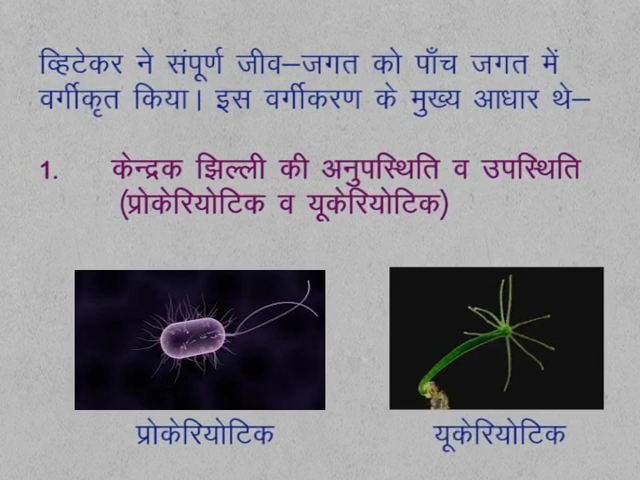 व्हिटेकर ने संपूर्ण जीव–जगत को पाँच जगत में
वर्गीकृत किया। इस वर्गीकरण के मुख्य आधार थे–
1. केन्द्रक झिल्ली की अनुपस्थिति व उपस्थिति
(प्रोकेरियोटिक व यूकेरियोटिक)
प्रोकेरियोटिक यूकेरियोटिक